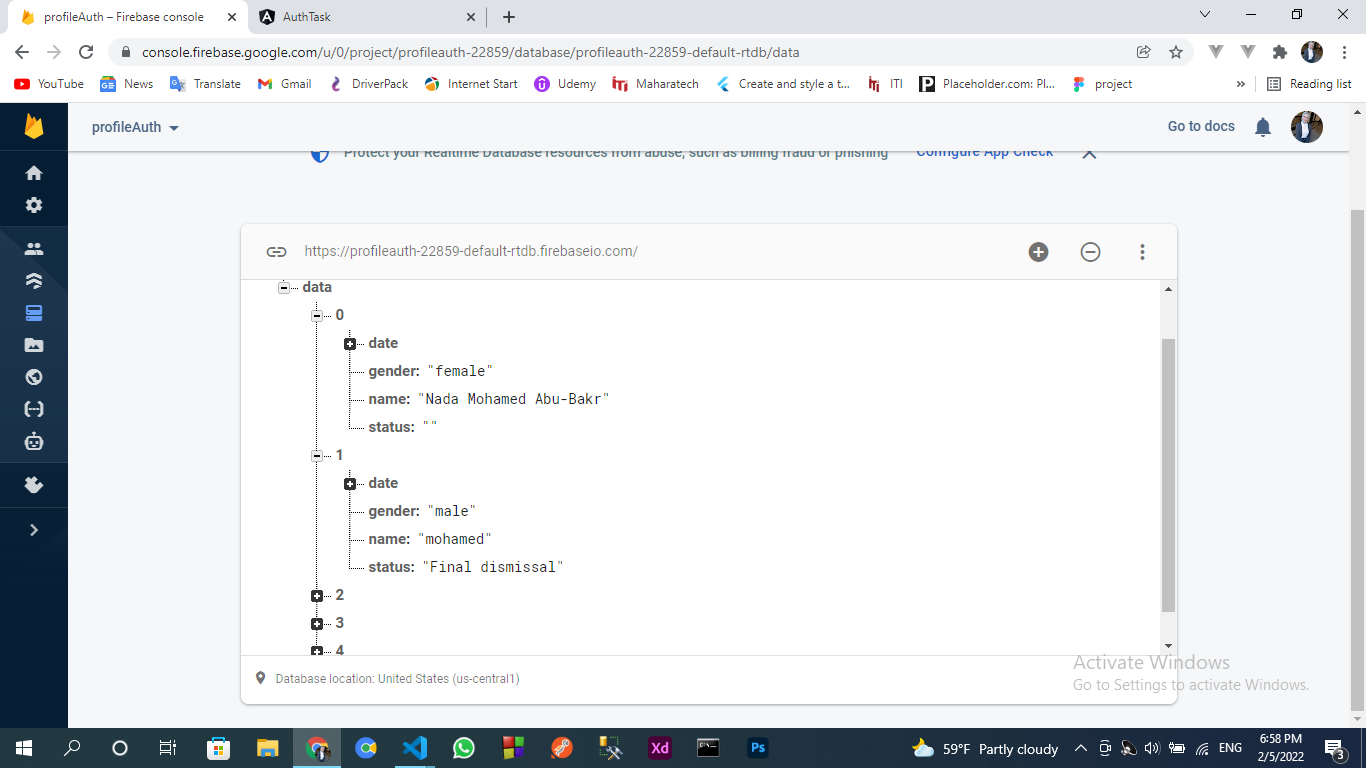 profileAuth – Firebase console
AuthTask
console.firebase.google.com/u/0/project/profileauth-22859/database/profileauth-22859-default-rtdb/data
YouTube News Translate Gmail DriverPack Internet Start Udemy Maharatech Create and style a t... ITI Placeholder.com: Pl... project » Reading list
profileAuth Go to docs
Protect your Realtime Database resources from abuse, such as billing fraud or phishing Configure App Check
https://profileauth-22859-default-rtdb.firebaseio.com/
data
0
date
gender: "female"
name: "Nada Mohamed Abu-Bakr"
status: ""
1
date
gender: "male"
name: "mohamed"
status: "Final dismissal"
2
3
4
Database location: United States (us-central1)
Activate Windows
Go to Settings to activate Windows.
Xd Ps 59°F Partly cloudy ENG 6:58 PM
2/5/2022
3